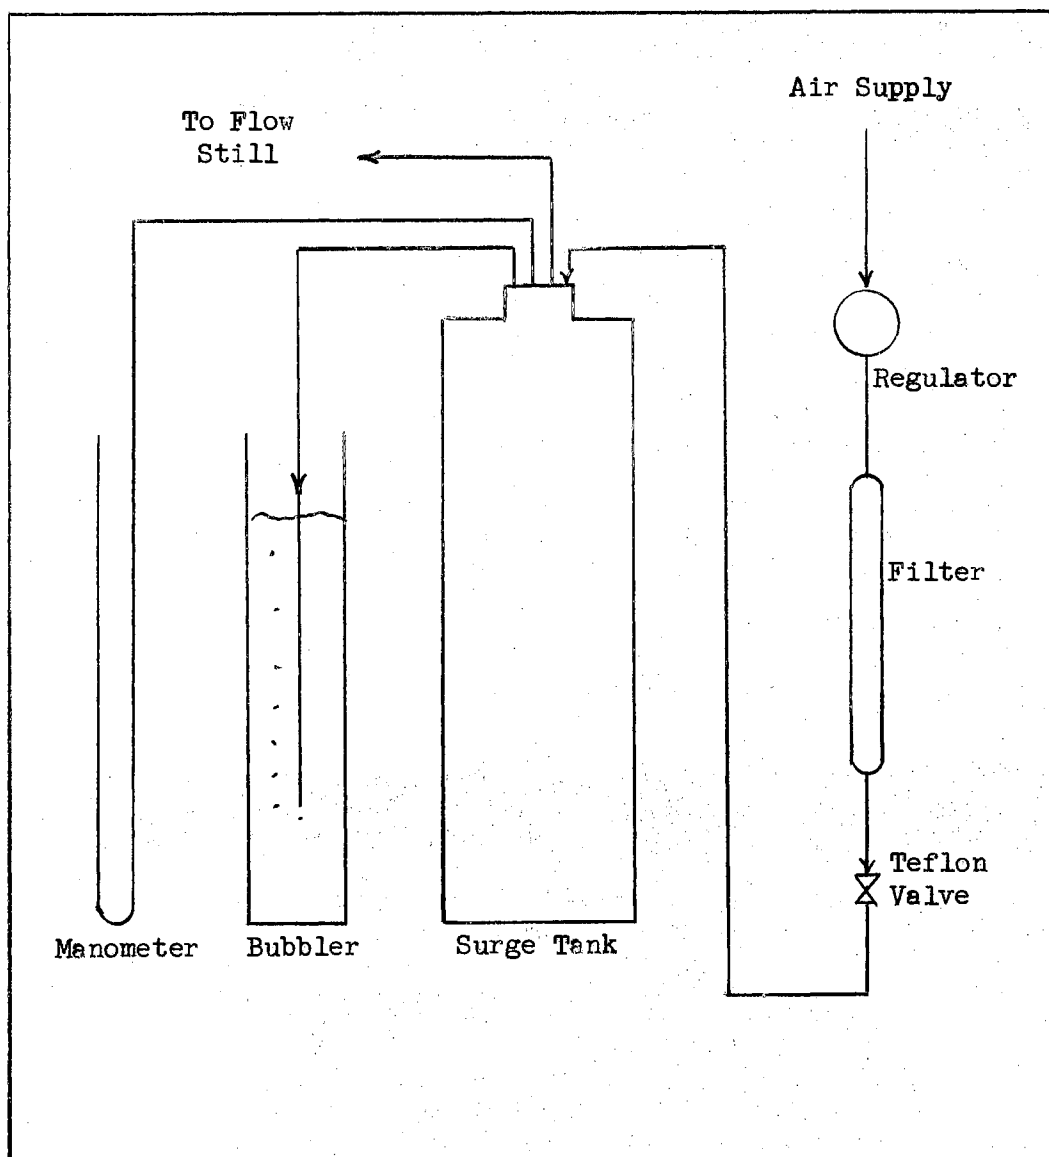 Air Supply
To Flow
Still
Regulator
Filter
Teflon
Valve
Manometer
Bubbler
Surge Tank